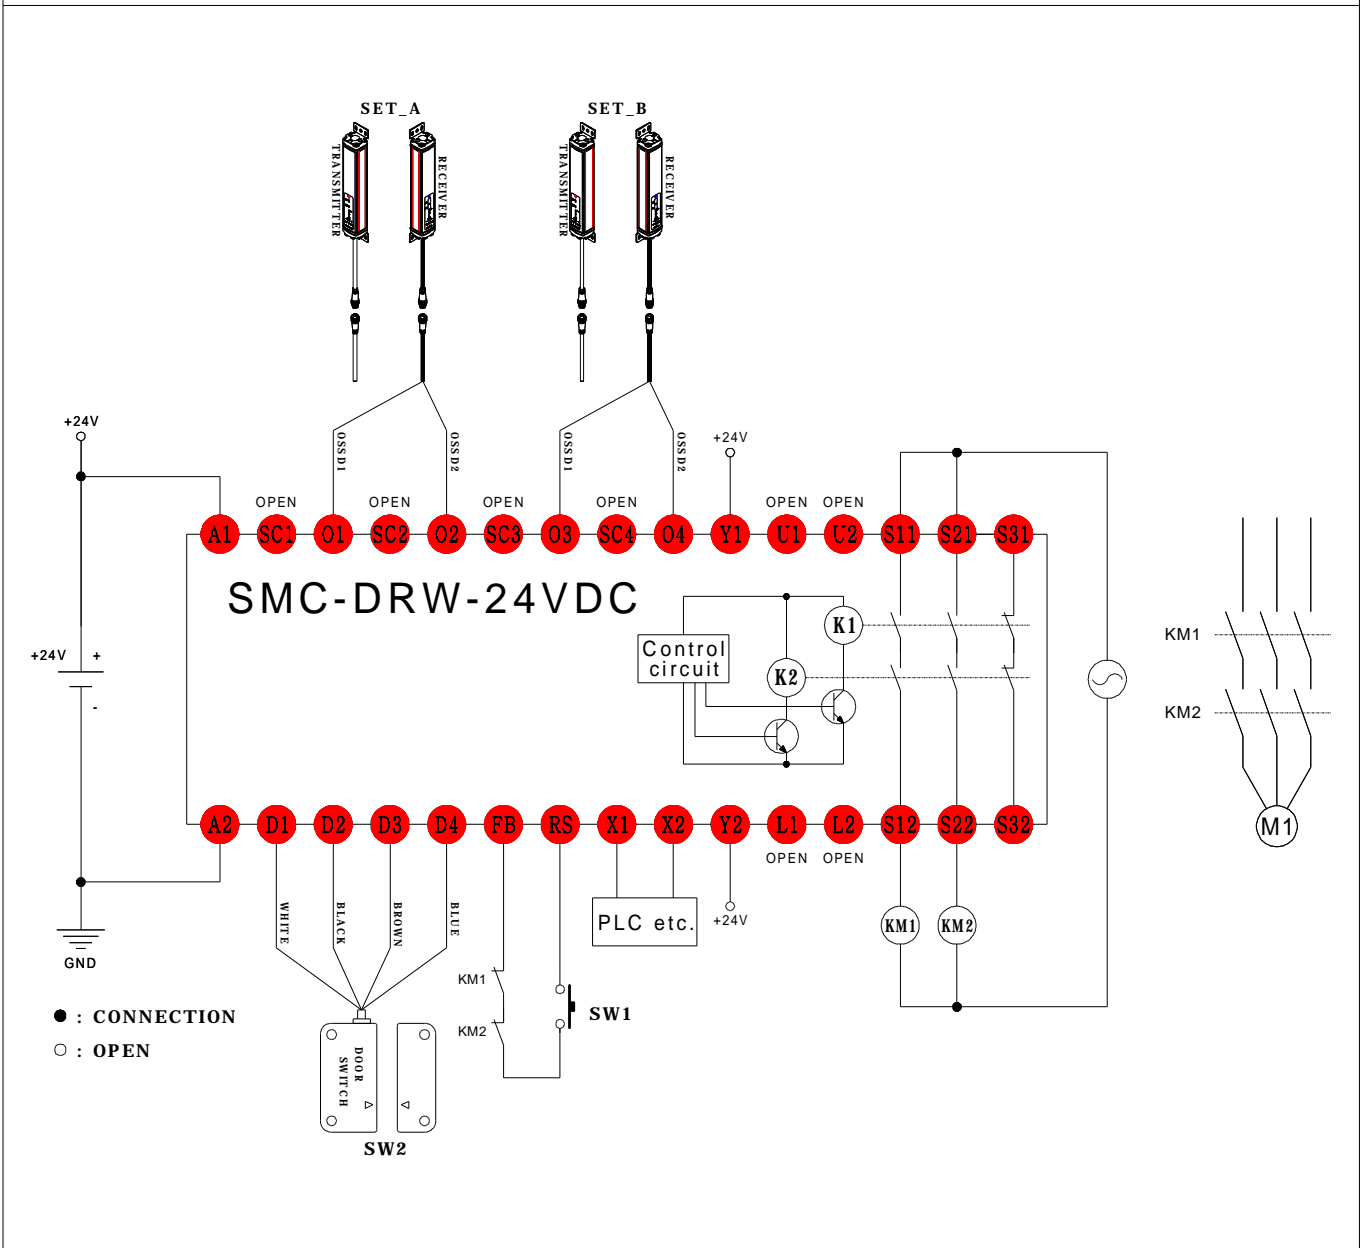 SET_A
SET_B
TRANSMITTER
RECEIVER
TRANSMITTER
RECEIVER
+24V
OSSD1
OSSD2
OSSD1
OSSD2
+24V
OPEN
OPEN
OPEN
OPEN
OPEN
OPEN
A1
SC1
O1
SC2
O2
SC3
O3
SC4
O4
Y1
U1
U2
S11
S21
S31
SMC-DRW-24VDC
K1
Control
circuit
K2
+24V
+
-
KM1
KM2
M1
A2
D1
D2
D3
D4
FB
RS
X1
X2
Y2
L1
L2
S12
S22
S32
OPEN
OPEN
WHITE
BLACK
BROWN
BLUE
PLC etc.
+24V
KM1
KM2
GND
KM1
KM2
SW1
: CONNECTION
: OPEN
DOOR
SWITCH
SW2